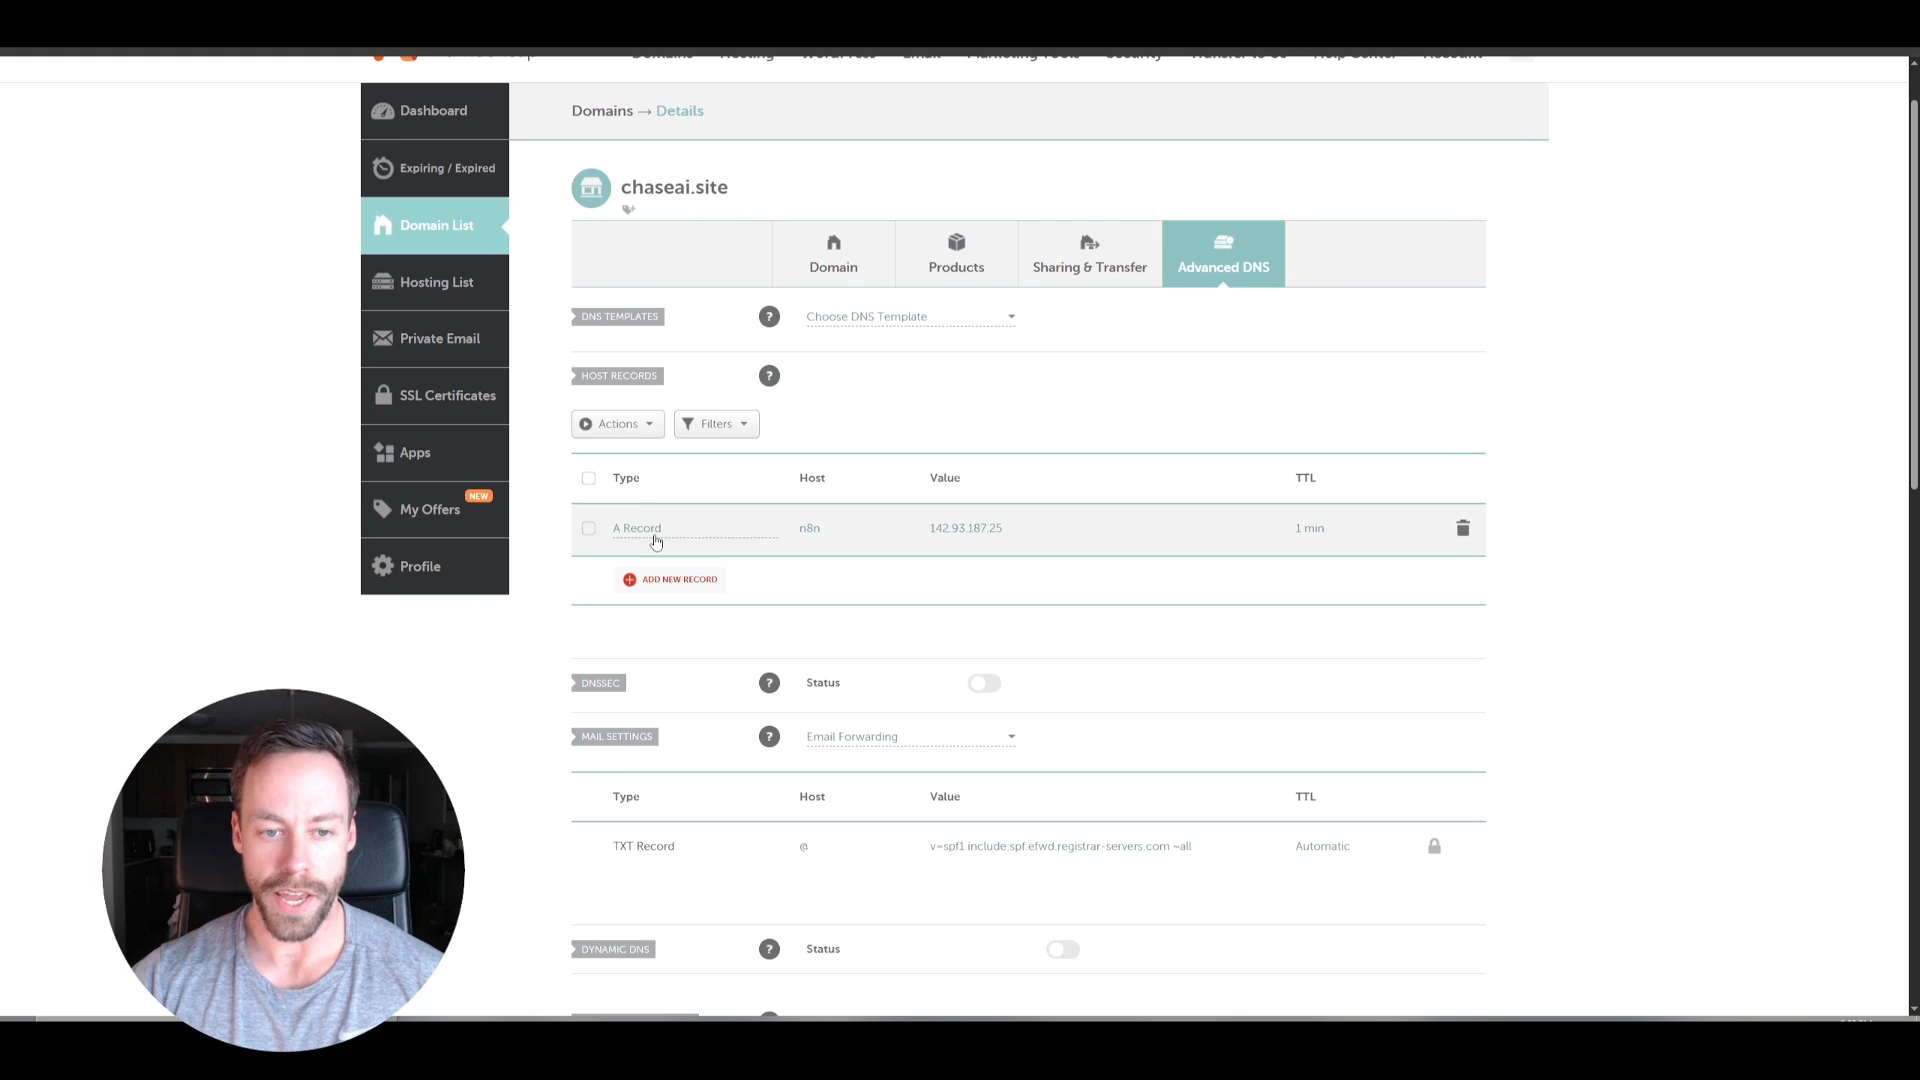 Dashboard
Domains → Details
Expiring / Expired
chaseai.site
Domain List
Domain
Products
Sharing & Transfer
Advanced DNS
Hosting List
DNS TEMPLATES
?
Choose DNS Template
Private Email
HOST RECORDS
?
SSL Certificates
Actions
Filters
Apps
Type
Host
Value
TTL
My Offers
NEW
A Record
n8n
142.93.187.25
1 min
Profile
ADD NEW RECORD
DNSSEC
?
Status
MAIL SETTINGS
?
Email Forwarding
Type
Host
Value
TTL
TXT Record
@
v=spf1 include:spf.efwd.registrar-servers.com ~all
Automatic
DYNAMIC DNS
?
Status